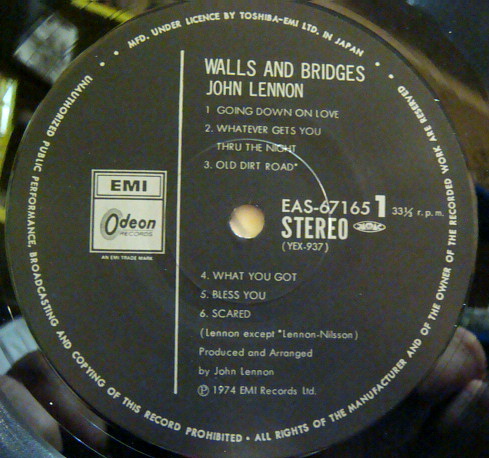 • MFD. UNDER LICENCE BY TOSHIBA-EMI LTD. IN JAPAN •
UNAUTHORIZED PUBLIC PERFORMANCE, BROADCASTING AND COPYING OF THIS RECORD PROHIBITED • ALL RIGHTS OF THE MANUFACTURER AND OF THE OWNER OF THE RECORDED WORK ARE RESERVED
WALLS AND BRIDGES
JOHN LENNON
1 GOING DOWN ON LOVE
2. WHATEVER GETS YOU
THRU THE NIGHT
3. OLD DIRT ROAD*
EMI
Odeon
RECORDS
AN EMI TRADE MARK
EAS-67165 1 33⅓ r.p.m.
STEREO
(YEX-937)
4. WHAT YOU GOT
5. BLESS YOU
6. SCARED
(Lennon except *Lennon-Nilsson)
Produced and Arranged
by John Lennon
℗ 1974 EMI Records Ltd.